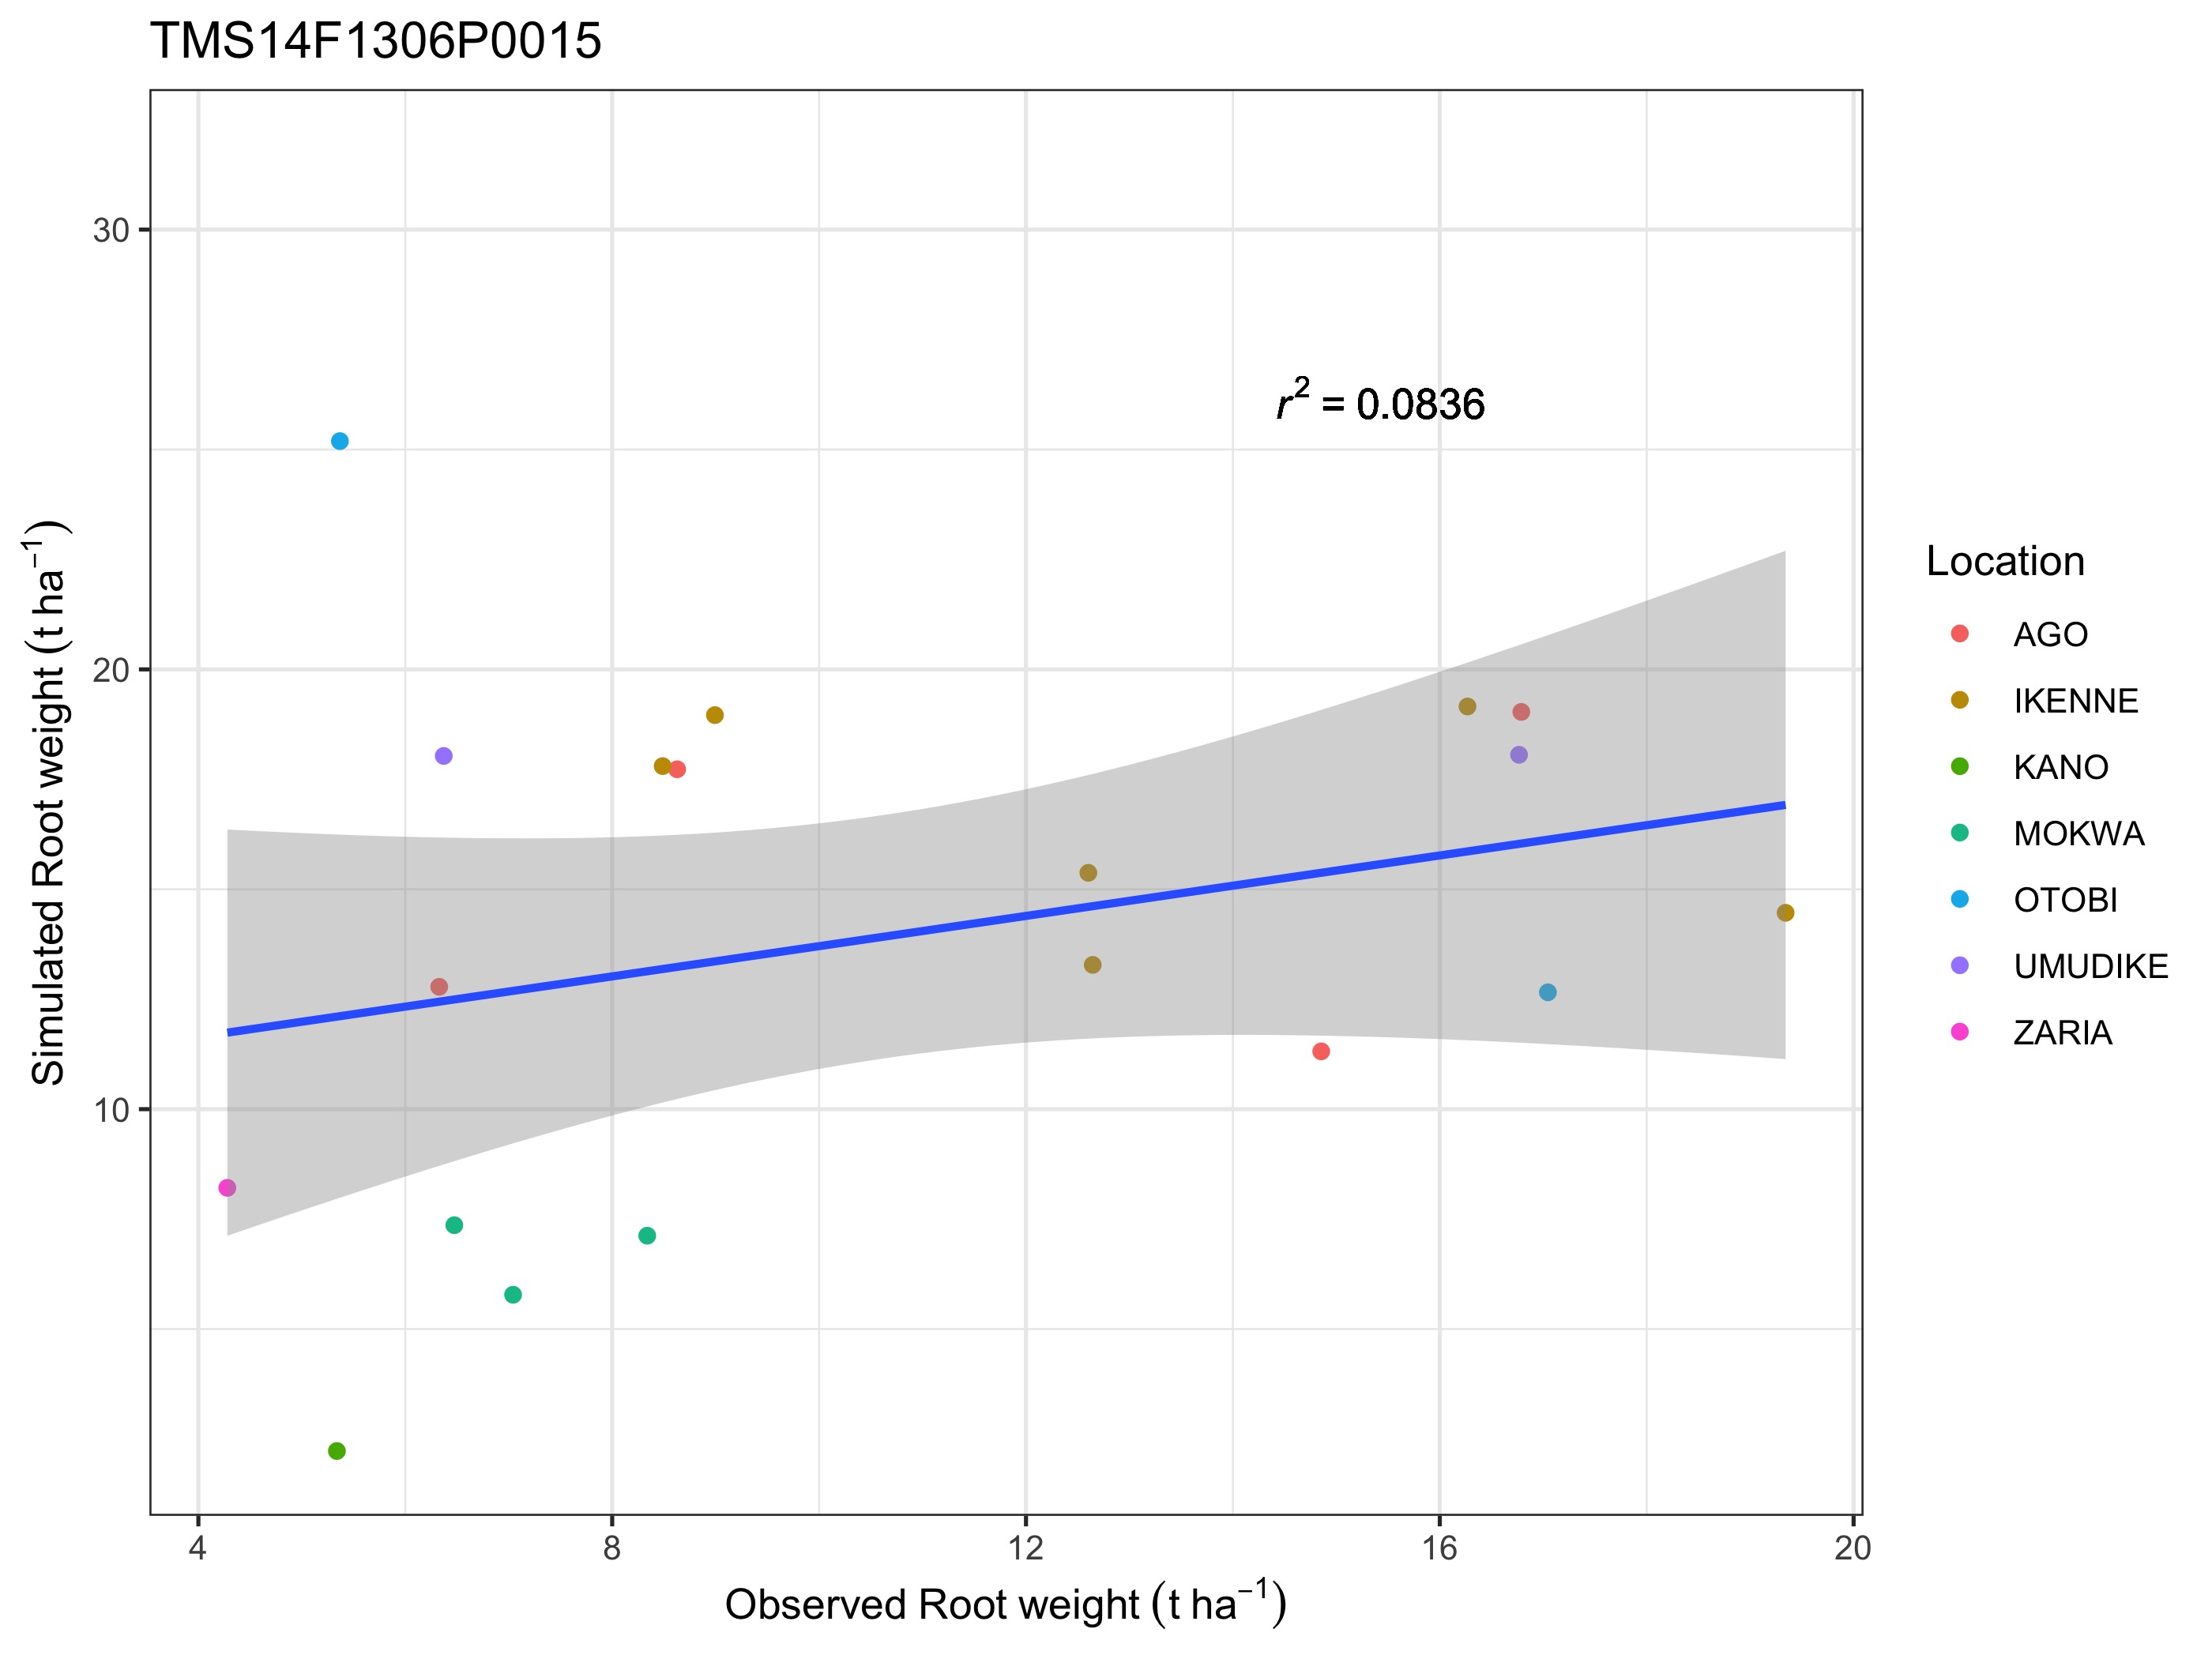 TMS14F1306P0015
30
20
10
Simulated Root weight (t ha⁻¹)
r² = 0.0836
4 8 12 16 20
Observed Root weight (t ha⁻¹)
Location
AGO
IKENNE
KANO
MOKWA
OTOBI
UMUDIKE
ZARIA